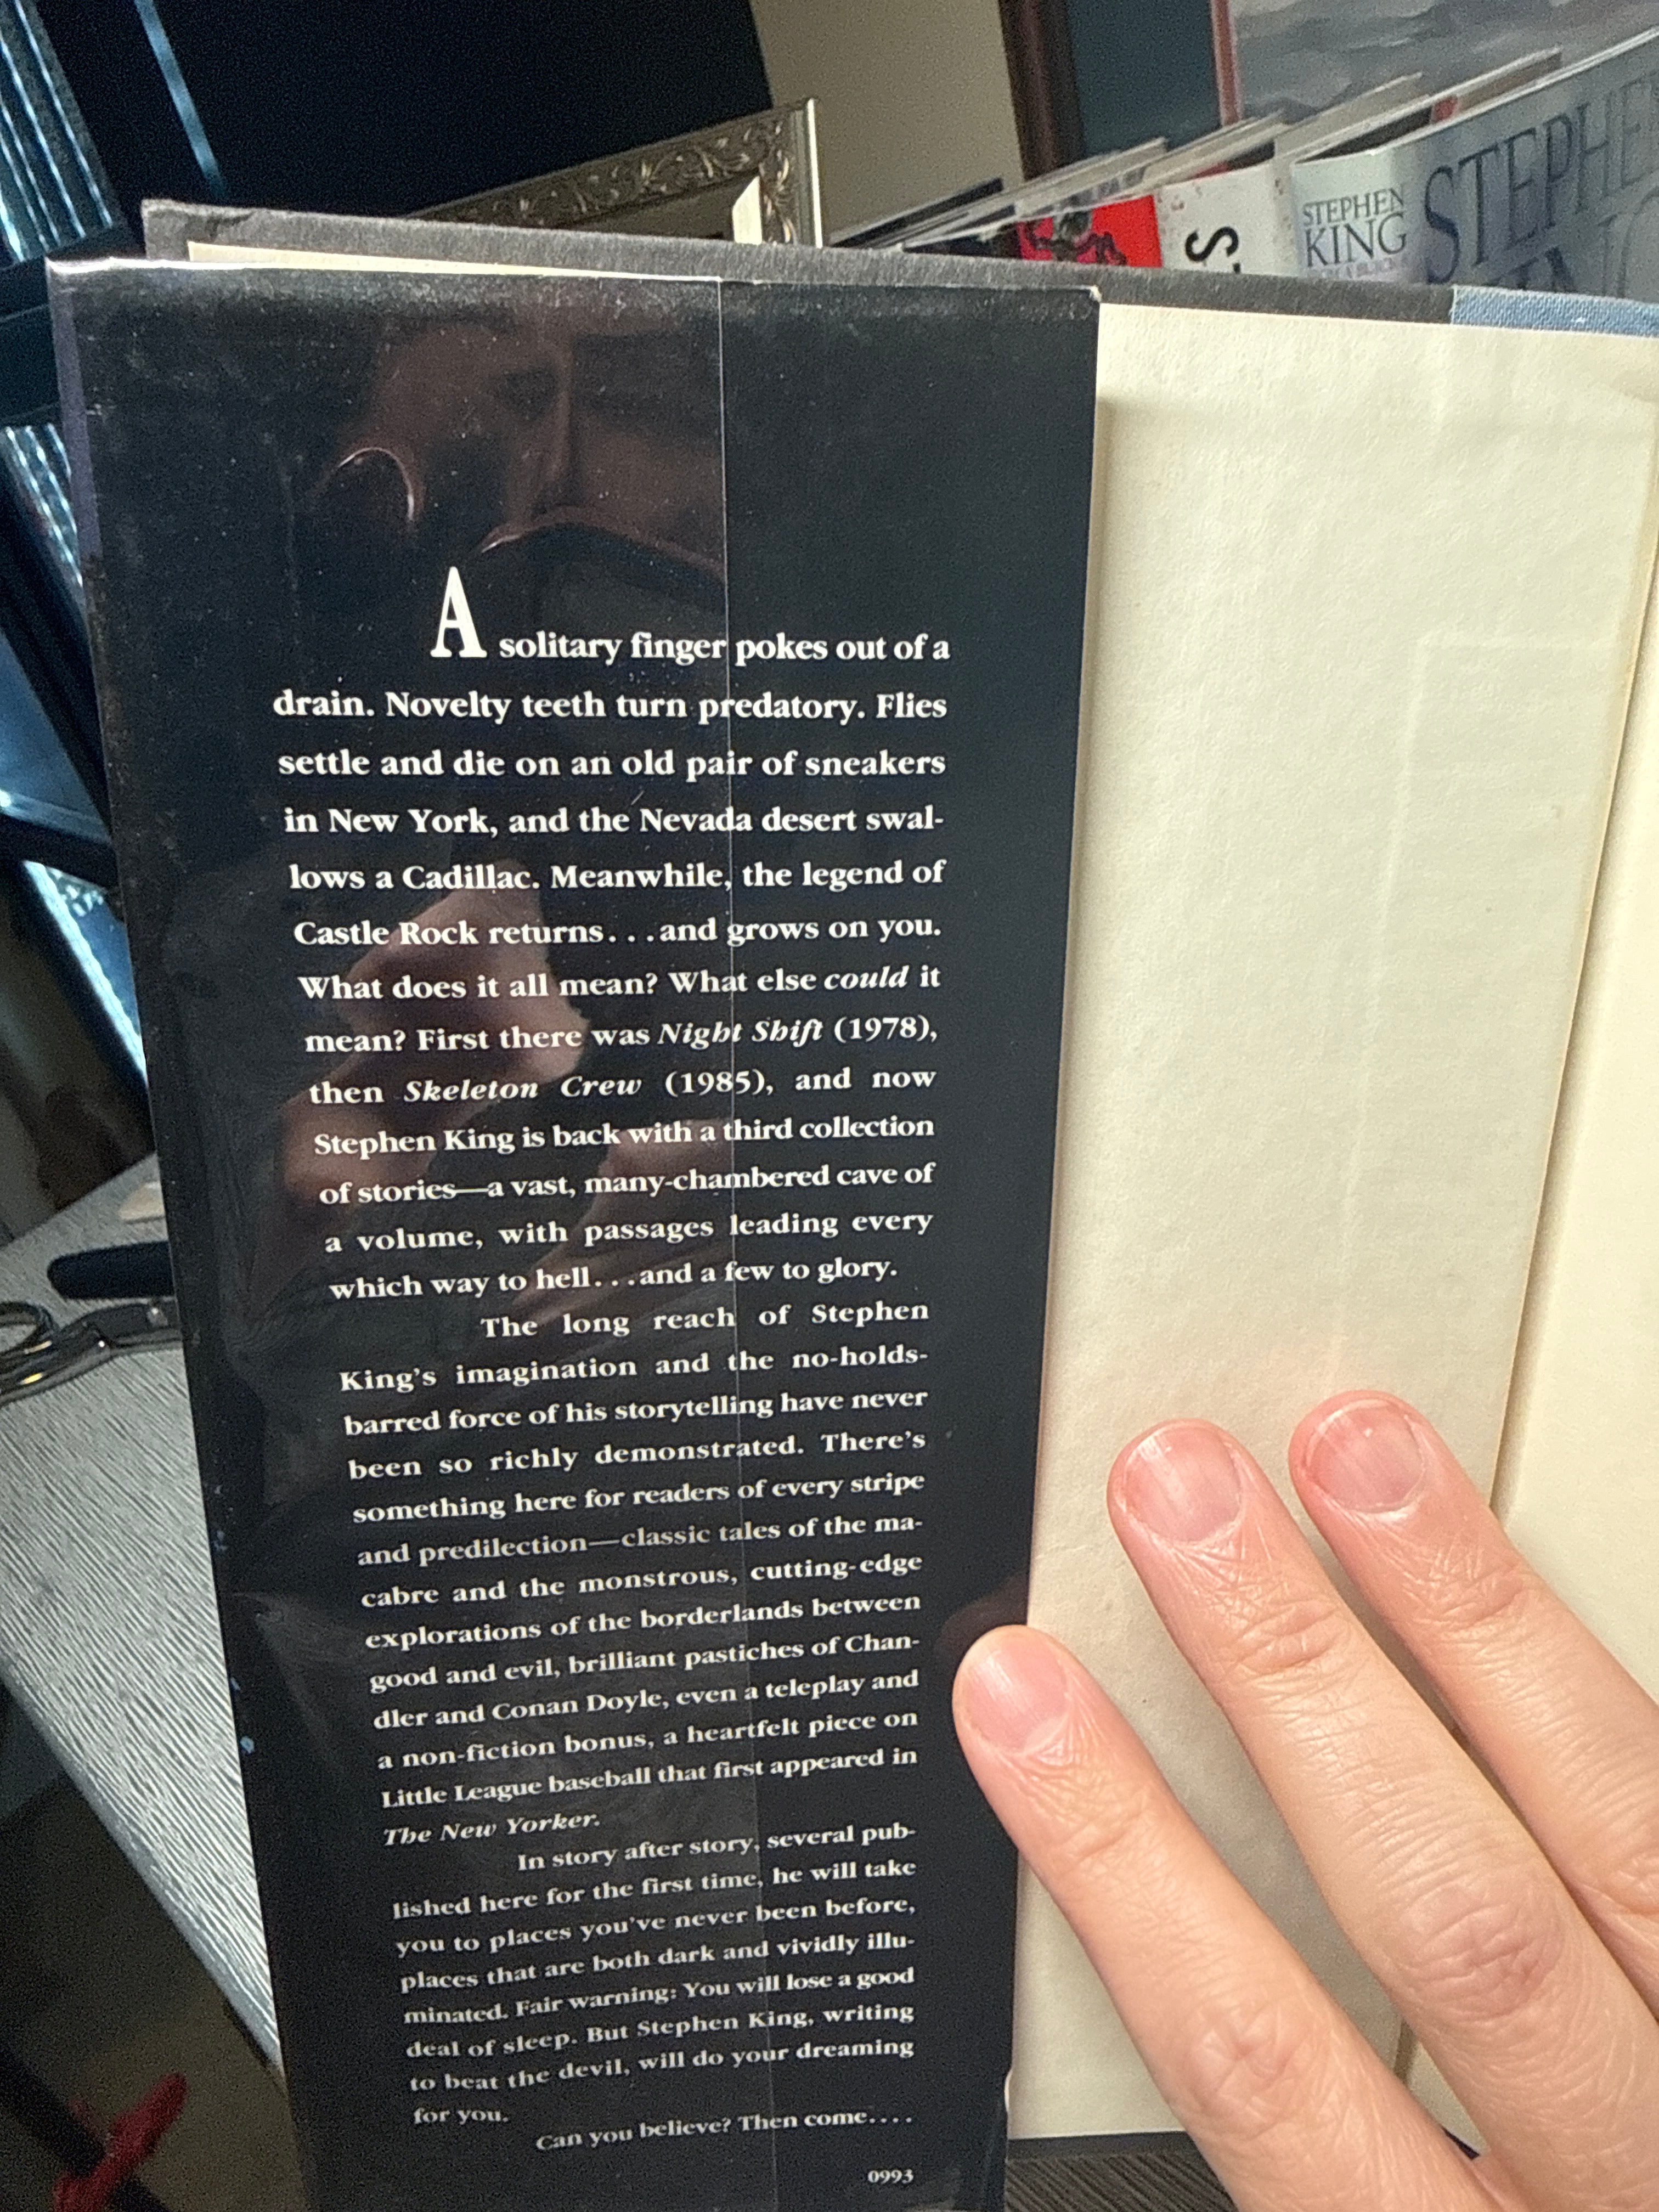 STEPHEN
KING
STEPHEN
A solitary finger pokes out of a
drain. Novelty teeth turn predatory. Flies
settle and die on an old pair of sneakers
in New York, and the Nevada desert swal-
lows a Cadillac. Meanwhile, the legend of
Castle Rock returns...and grows on you.
What does it all mean? What else could it
mean? First there was Night Shift (1978),
then Skeleton Crew (1985), and now
Stephen King is back with a third collection
of stories—a vast, many-chambered cave of
a volume, with passages leading every
which way to hell...and a few to glory.
The long reach of Stephen
King's imagination and the no-holds-
barred force of his storytelling have never
been so richly demonstrated. There's
something here for readers of every stripe
and predilection—classic tales of the ma-
cabre and the monstrous, cutting-edge
explorations of the borderlands between
good and evil, brilliant pastiches of Chan-
dler and Conan Doyle, even a teleplay and
a non-fiction bonus, a heartfelt piece on
Little League baseball that first appeared in
The New Yorker.
In story after story, several pub-
lished here for the first time, he will take
you to places you've never been before,
places that are both dark and vividly illu-
minated. Fair warning: You will lose a good
deal of sleep. But Stephen King, writing
to beat the devil, will do your dreaming
for you.
Can you believe? Then come....
0993